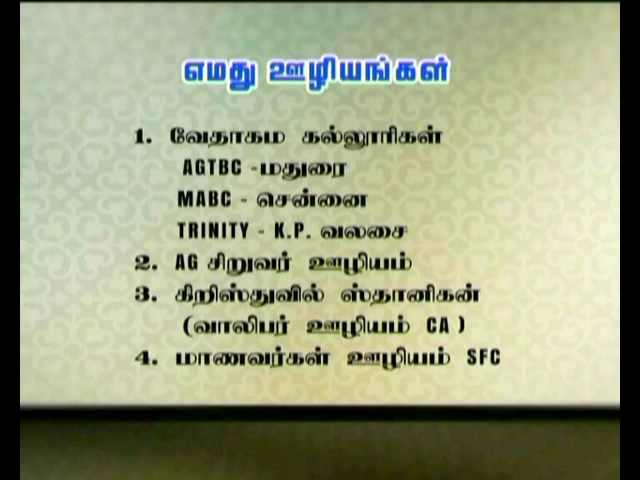 எமது ஊழியங்கள்
1. வேதாகம கல்லூரிகள்
AGTBC -மதுரை
MABC - சென்னை
TRINITY - K.P. வலசை
2. AG சிறுவர் ஊழியம்
3. கிறிஸ்துவில் ஸ்தானிகன்
(வாலிபர் ஊழியம் CA )
4. மாணவர்கள் ஊழியம் SFC